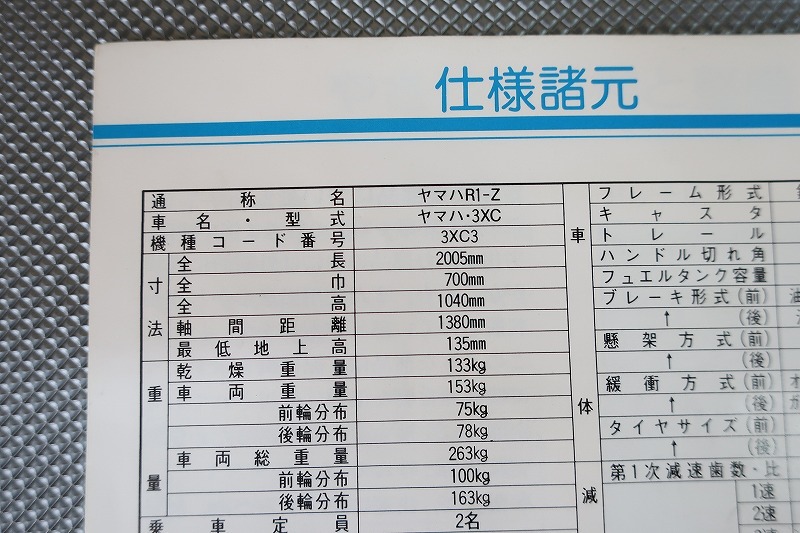 仕様諸元
通称名 ヤマハR1-Z
車名・型式 ヤマハ・3XC
機種コード番号 3XC3
寸法
全長 2005mm
全巾 700mm
全高 1040mm
軸間距離 1380mm
最低地上高 135mm
重量
乾燥重量 133kg
車両重量 153kg
前輪分布 75kg
後輪分布 78kg
車両総重量 263kg
前輪分布 100kg
後輪分布 163kg
乗車定員 2名
車体
フレーム形式
キャスタ
トレール
ハンドル切れ角
フュエルタンク容量
ブレーキ形式(前) 油
↑(後)
懸架方式(前)
↑(後)
緩衝方式(前) オ
↑(後) ガ
タイヤサイズ(前)
↑(後)
減
第1次減速歯数・比
1速
2速